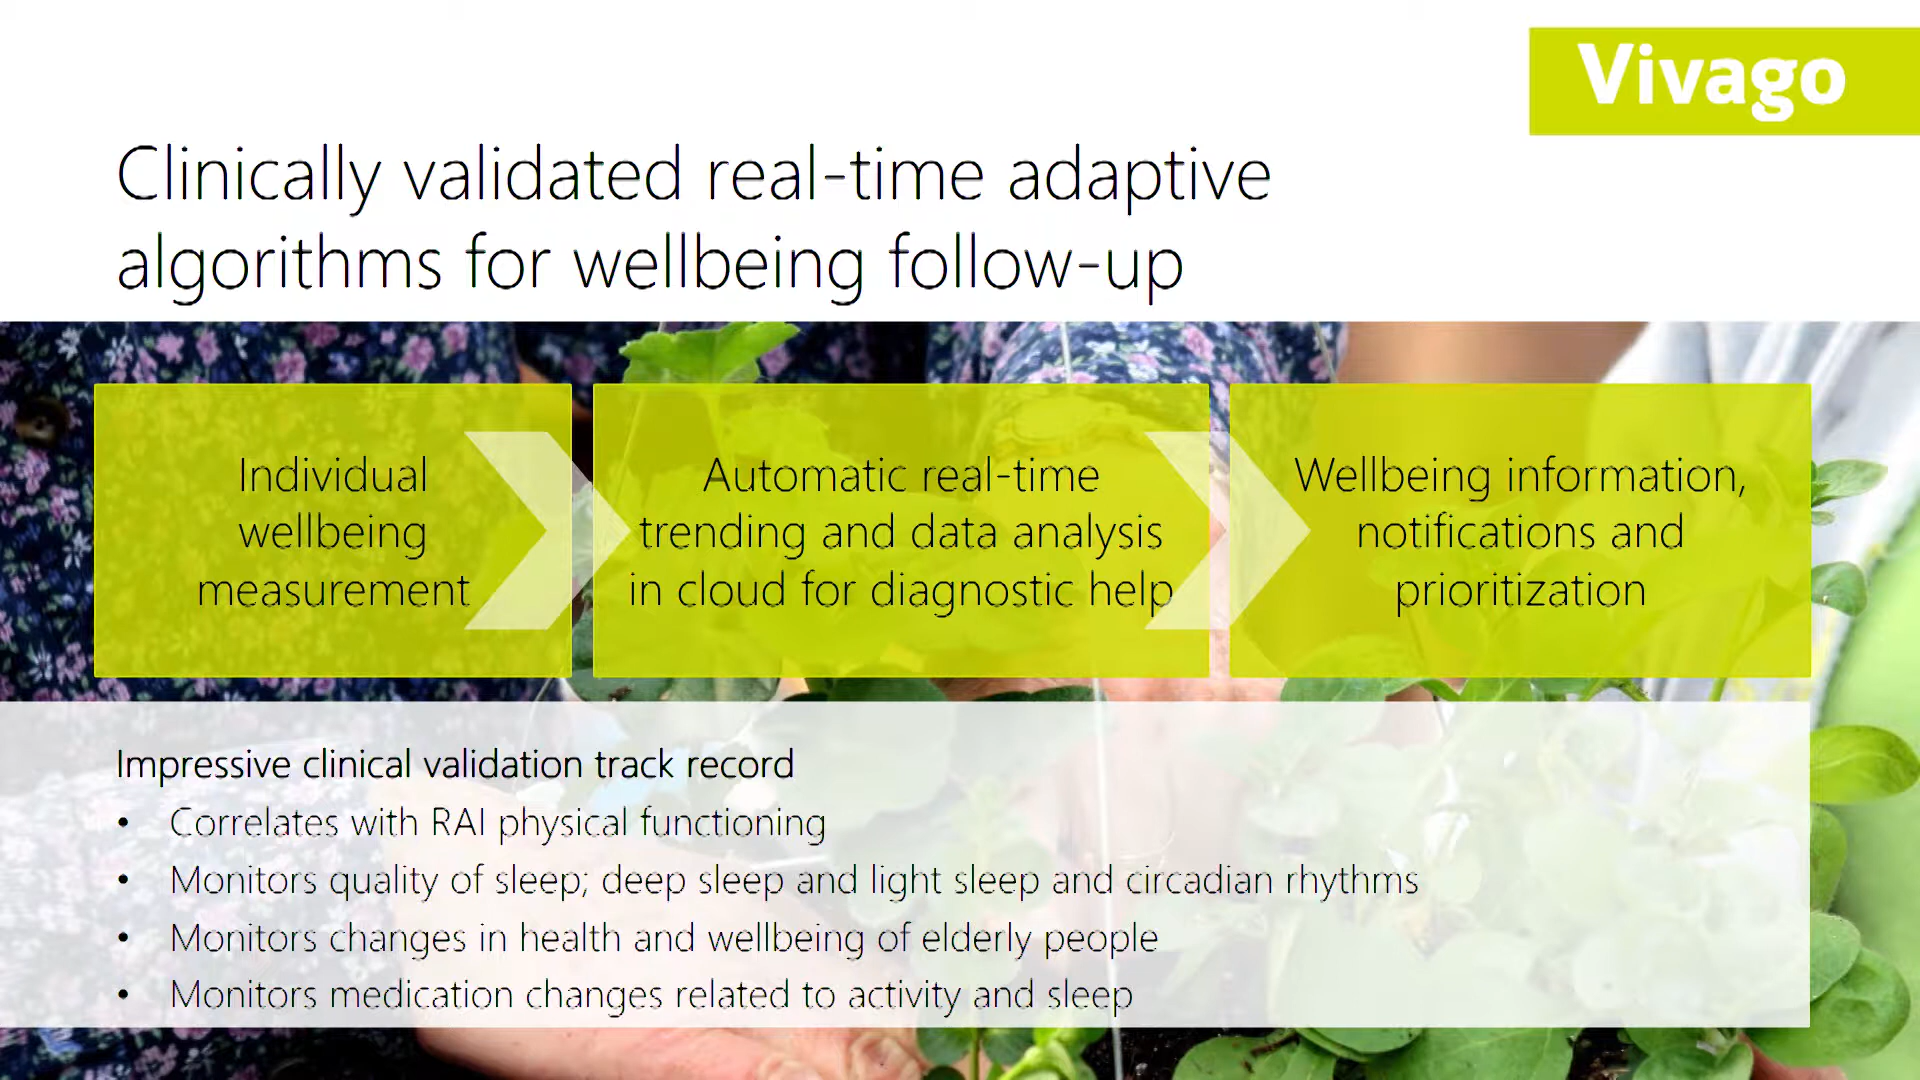 Vivago
Clinically validated real-time adaptive
algorithms for wellbeing follow-up
Individual
wellbeing
measurement
Automatic real-time
trending and data analysis
in cloud for diagnostic help
Wellbeing information,
notifications and
prioritization
Impressive clinical validation track record
• Correlates with RAI physical functioning
• Monitors quality of sleep; deep sleep and light sleep and circadian rhythms
• Monitors changes in health and wellbeing of elderly people
• Monitors medication changes related to activity and sleep